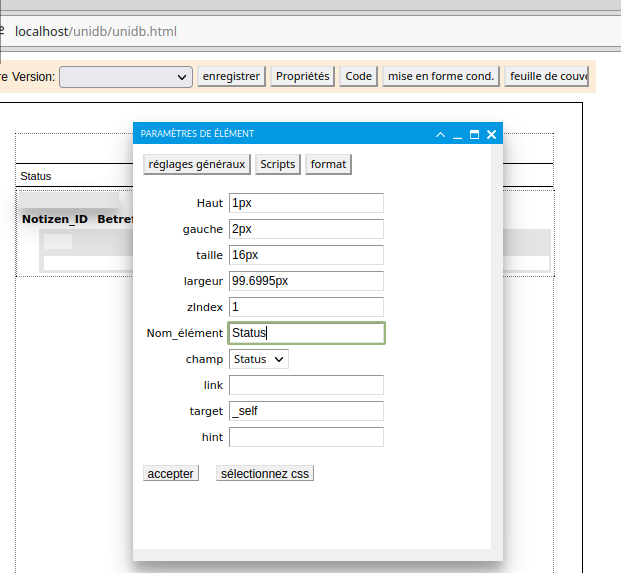 localhost/unidb/unidb.html
re Version: enregistrer Propriétés Code mise en forme cond. feuille de couve
PARAMÈTRES DE ÉLÉMENT
réglages généraux Scripts format
Status
Haut 1px
Notizen_ID Betref
gauche 2px
taille 16px
largeur 99.6995px
zIndex 1
Nom_élément Status
champ Status
link
target _self
hint
accepter sélectionnez css